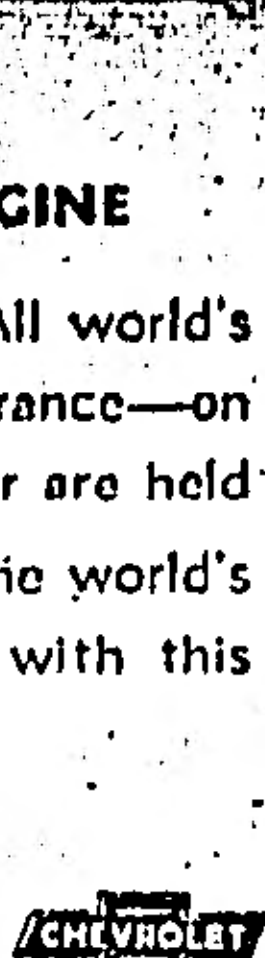 GINE
All world's
rance—on
r are held
ic world's
with this
CHEVROLET